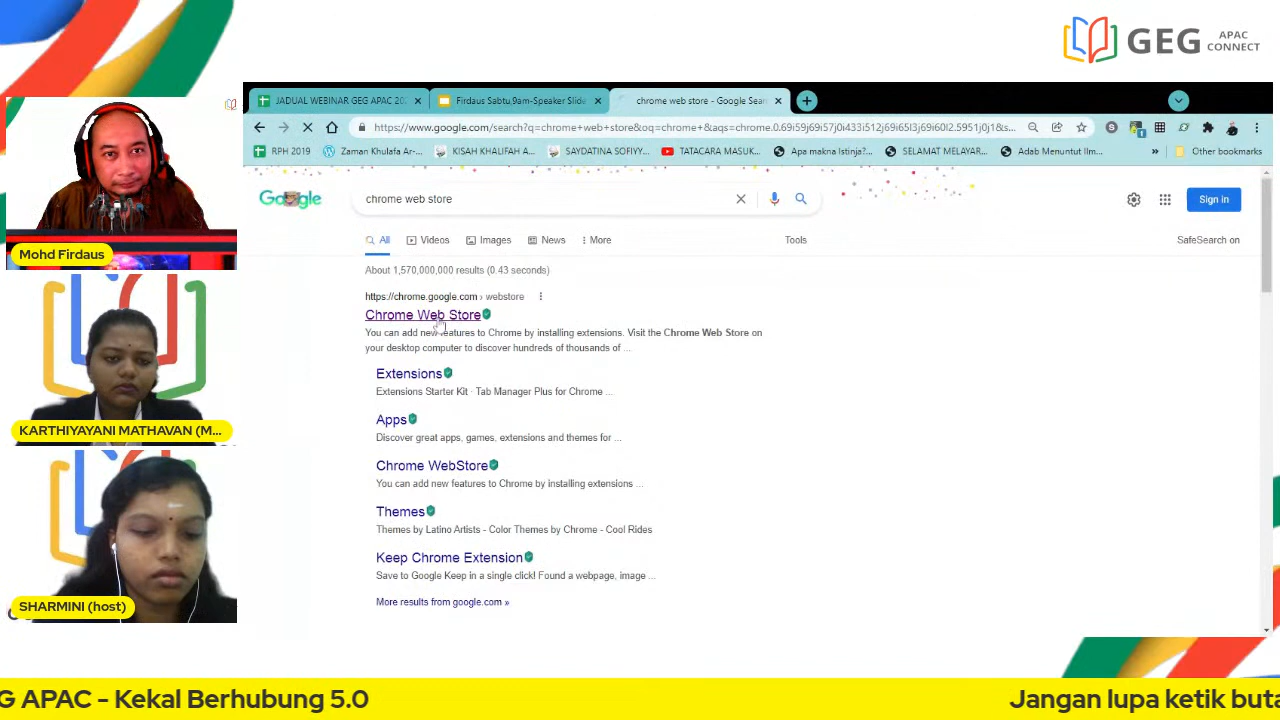 GEG APAC CONNECT
JADUAL WEBINAR GEG APAC 202
Firdaus Sabtu,9am-Speaker Slide
chrome web store - Google Sear
https://www.google.com/search?q=chrome+web+store&oq=chrome+&aqs=chrome.0.69i59j69i57j0i433i512j69i65l3j69i60l2.5951j0j1&s...
RPH 2019
Zaman Khulafa Ar-...
KISAH KHALIFAH A...
SAYDATINA SOFIYY...
TATACARA MASUK...
Apa makna Istinja?...
SELAMAT MELAYAR...
Adab Menuntut Ilm...
»
Other bookmarks
Google
chrome web store
Sign in
All
Videos
Images
News
More
Tools
SafeSearch on
About 1,570,000,000 results (0.43 seconds)
https://chrome.google.com › webstore
Chrome Web Store
You can add new features to Chrome by installing extensions. Visit the Chrome Web Store on
your desktop computer to discover hundreds of thousands of ...
Extensions
Extensions Starter Kit · Tab Manager Plus for Chrome ...
Apps
Discover great apps, games, extensions and themes for ...
Chrome WebStore
You can add new features to Chrome by installing extensions ...
Themes
Themes by Latino Artists - Color Themes by Chrome - Cool Rides
Keep Chrome Extension
Save to Google Keep in a single click! Found a webpage, image ...
More results from google.com »
Mohd Firdaus
KARTHIYAYANI MATHAVAN (M...
SHARMINI (host)
G APAC - Kekal Berhubung 5.0
Jangan lupa ketik buta